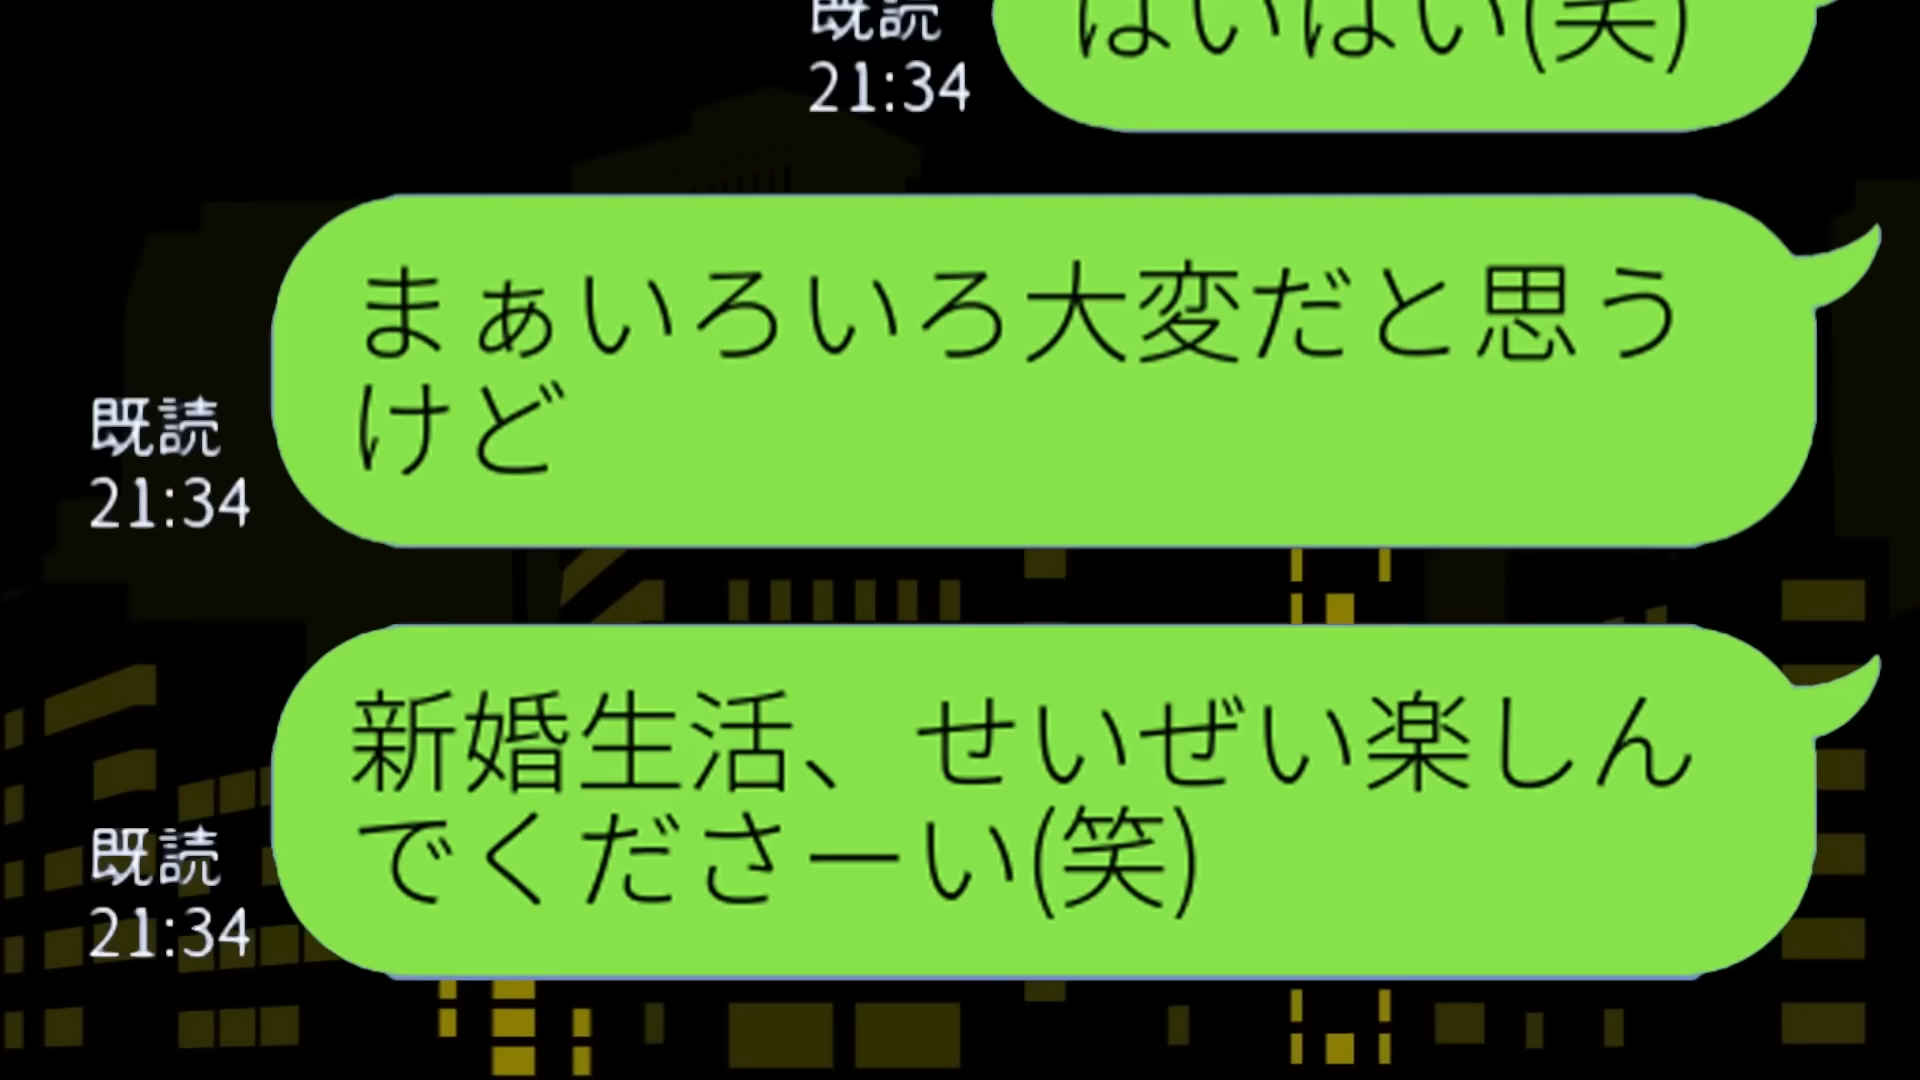 既読
はいはい(笑)
21:34
まぁいろいろ大変だと思う
けど
既読
21:34
新婚生活、せいぜい楽しん
でくださーい(笑)
既読
21:34